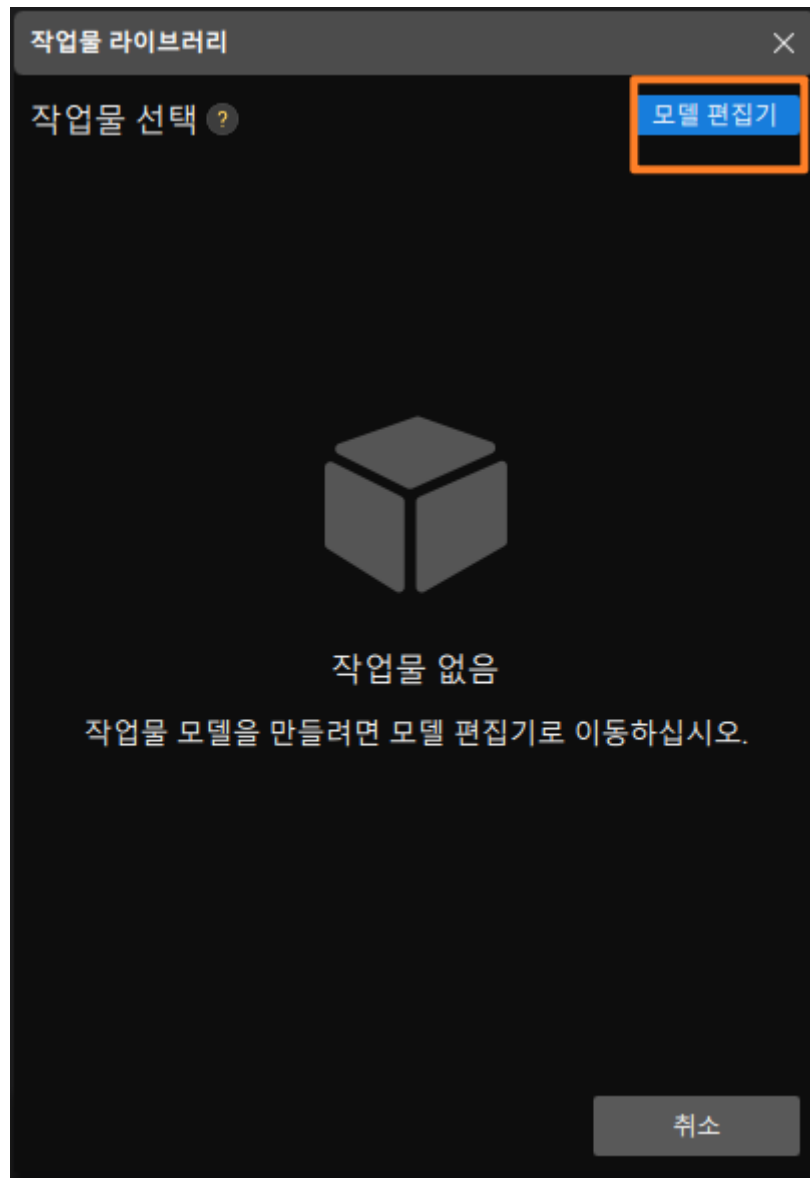 작업물 라이브러리
작업물 선택 ?
모델 편집기
작업물 없음
작업물 모델을 만들려면 모델 편집기로 이동하십시오.
취소